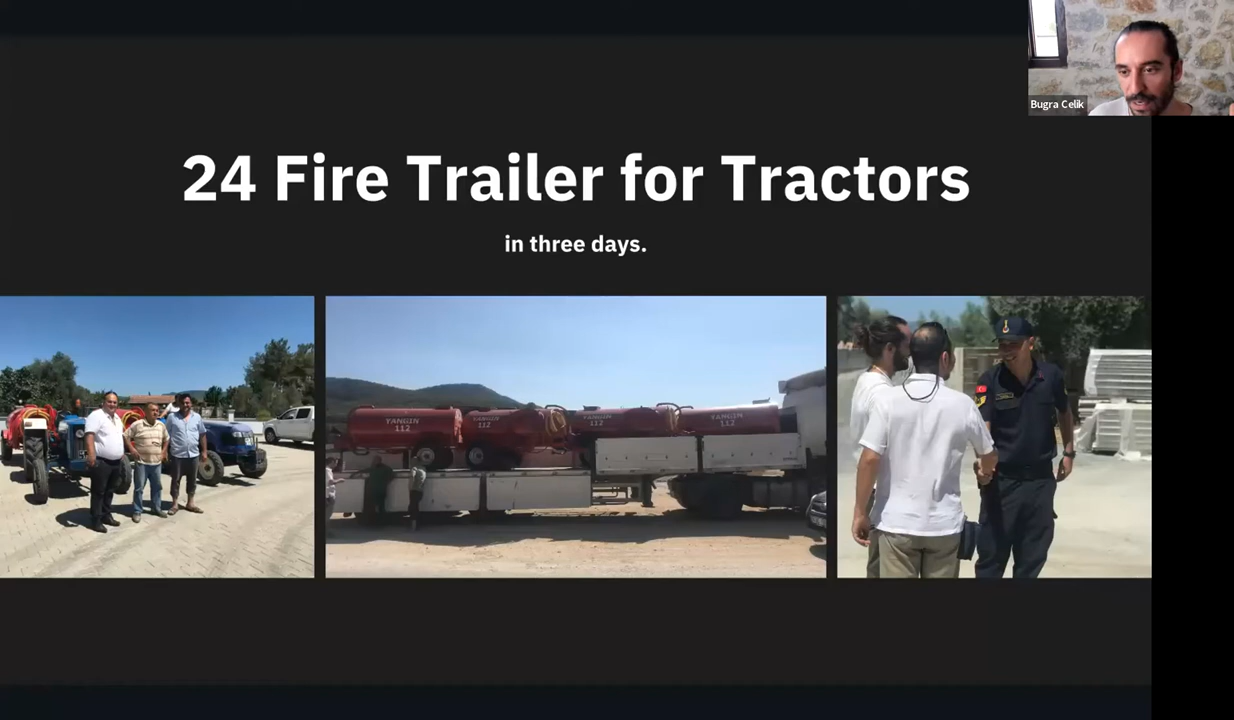 Bugra Celik
24 Fire Trailer for Tractors
in three days.
YANGIN
112
YANGIN
112
YANGIN
112
YANGIN
112